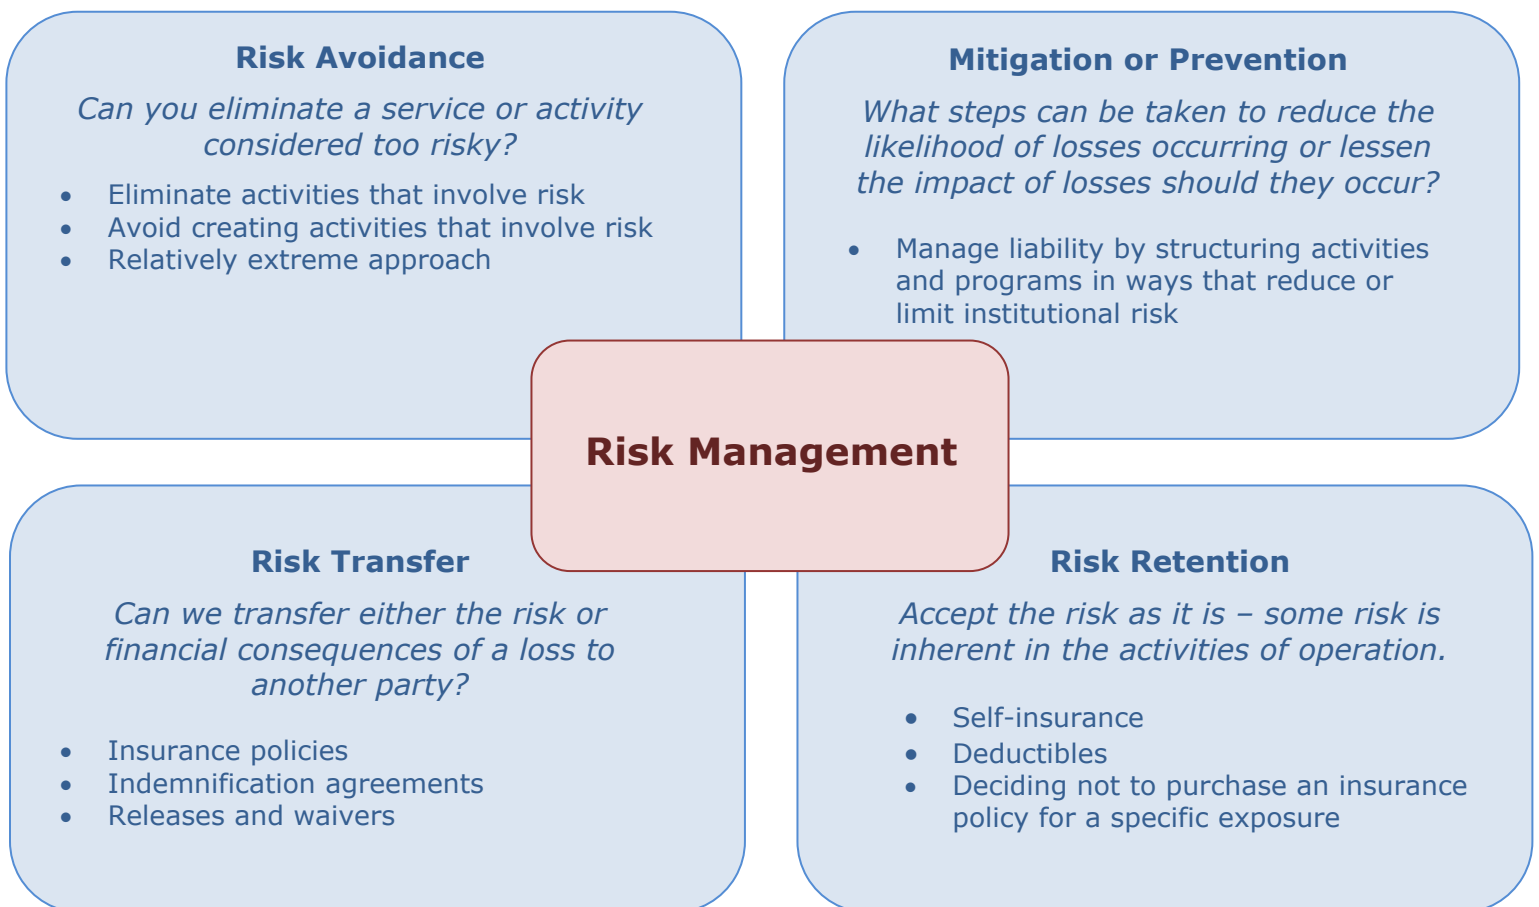 Risk Avoidance
Can you eliminate a service or activity
considered too risky?
• Eliminate activities that involve risk
• Avoid creating activities that involve risk
• Relatively extreme approach
Mitigation or Prevention
What steps can be taken to reduce the
likelihood of losses occurring or lessen
the impact of losses should they occur?
• Manage liability by structuring activities
and programs in ways that reduce or
limit institutional risk
Risk Management
Risk Transfer
Can we transfer either the risk or
financial consequences of a loss to
another party?
• Insurance policies
• Indemnification agreements
• Releases and waivers
Risk Retention
Accept the risk as it is – some risk is
inherent in the activities of operation.
• Self-insurance
• Deductibles
• Deciding not to purchase an insurance
policy for a specific exposure